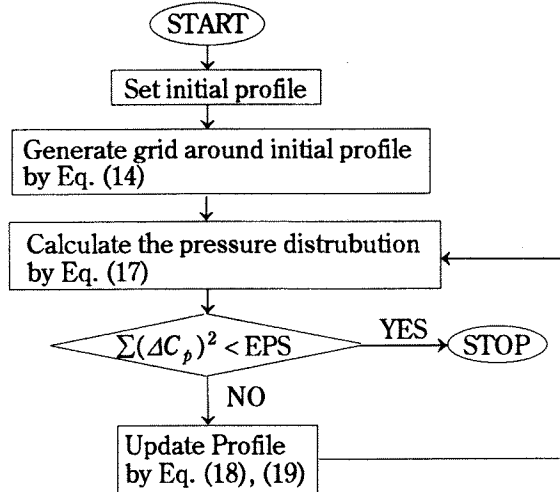 START
Set initial profile
Generate grid around initial profile
by Eq. (14)
Calculate the pressure distrubution
by Eq. (17)
∑(ΔC_p)² < EPS
YES
STOP
NO
Update Profile
by Eq. (18), (19)